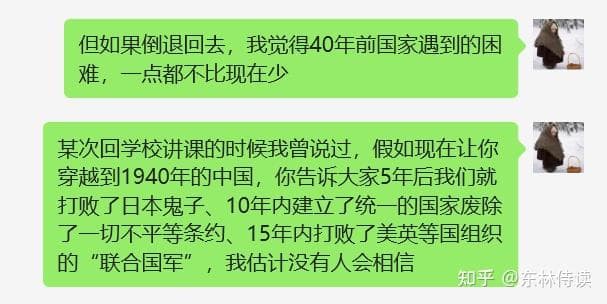 但如果倒退回去，我觉得40年前国家遇到的困
难，一点都不比现在少
某次回学校讲课的时候我曾说过，假如现在让你
穿越到1940年的中国，你告诉大家5年后我们就
打败了日本鬼子、10年内建立了统一的国家废除
了一切不平等条约、15年内打败了美英等国组织
的“联合国军”，我估计没有人会相信
知乎 @东林侍读